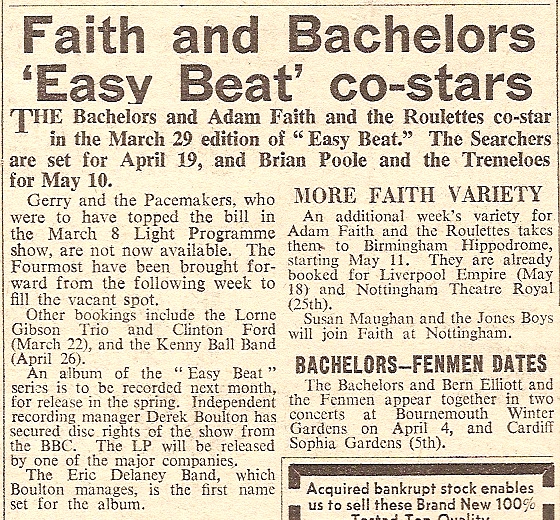 Faith and Bachelors
‘Easy Beat’ co-stars
THE Bachelors and Adam Faith and the Roulettes co-star
in the March 29 edition of “ Easy Beat.” The Searchers
are set for April 19, and Brian Poole and the Tremeloes
for May 10.
Gerry and the Pacemakers, who
were to have topped the bill in
the March 8 Light Programme
show, are not now available. The
Fourmost have been brought for-
ward from the following week to
fill the vacant spot.
Other bookings include the Lorne
Gibson Trio and Clinton Ford
(March 22), and the Kenny Ball Band
(April 26).
An album of the “ Easy Beat ”
series is to be recorded next month,
for release in the spring. Independent
recording manager Derek Boulton has
secured disc rights of the show from
the BBC. The LP will be released
by one of the major companies.
The Eric Delaney Band, which
Boulton manages, is the first name
set for the album.
MORE FAITH VARIETY
An additional week’s variety for
Adam Faith and the Roulettes takes
them to Birmingham Hippodrome,
starting May 11. They are already
booked for Liverpool Empire (May
18) and Nottingham Theatre Royal
(25th).
Susan Maughan and the Jones Boys
will join Faith at Nottingham.
BACHELORS—FENMEN DATES
The Bachelors and Bern Elliott and
the Fenmen appear together in two
concerts at Bournemouth Winter
Gardens on April 4, and Cardiff
Sophia Gardens (5th).
Acquired bankrupt stock enables
us to sell these Brand New 100%
Tested Top Quality